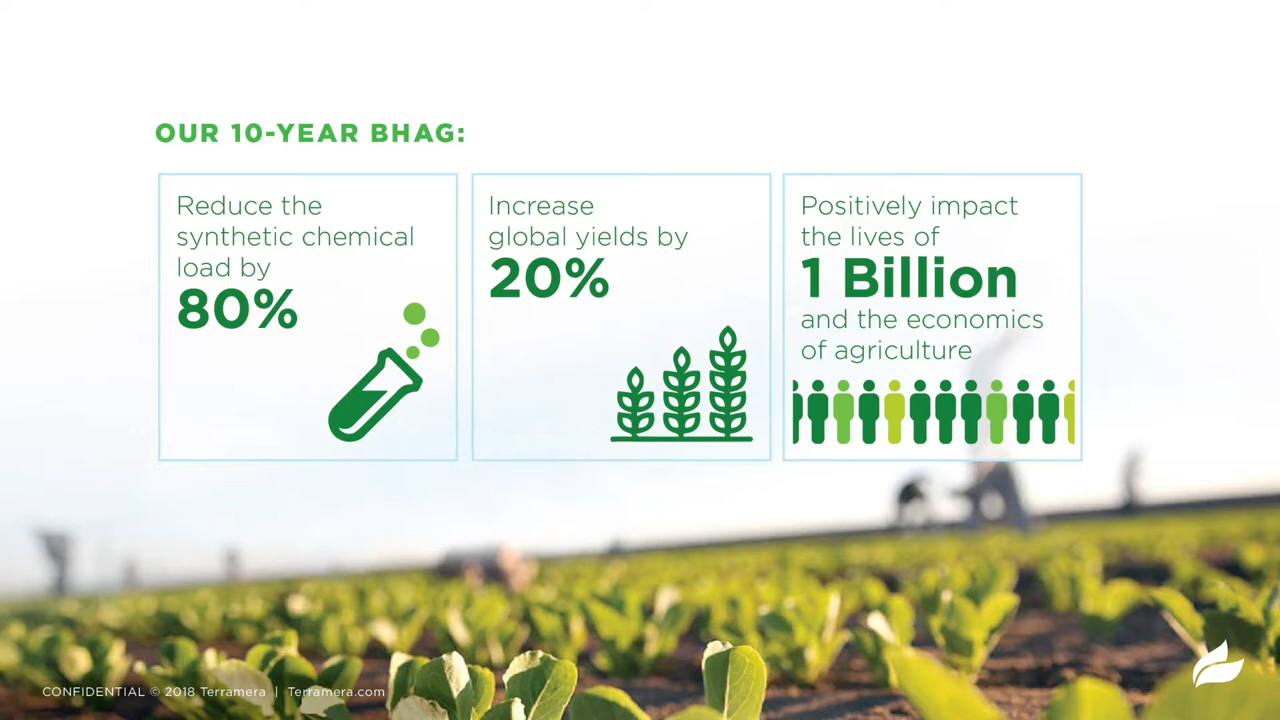 OUR 10-YEAR BHAG:
Reduce the
synthetic chemical
load by
80%
Increase
global yields by
20%
Positively impact
the lives of
1 Billion
and the economics
of agriculture
CONFIDENTIAL © 2018 Terramera | Terramera.com